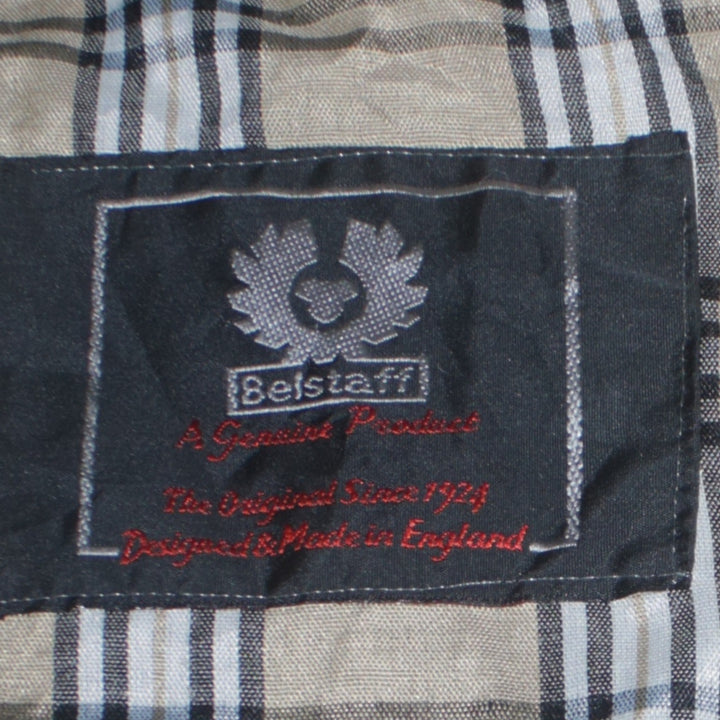 Belstaff
A Genuine Product
The Original Since 1924
Designed & Made in England